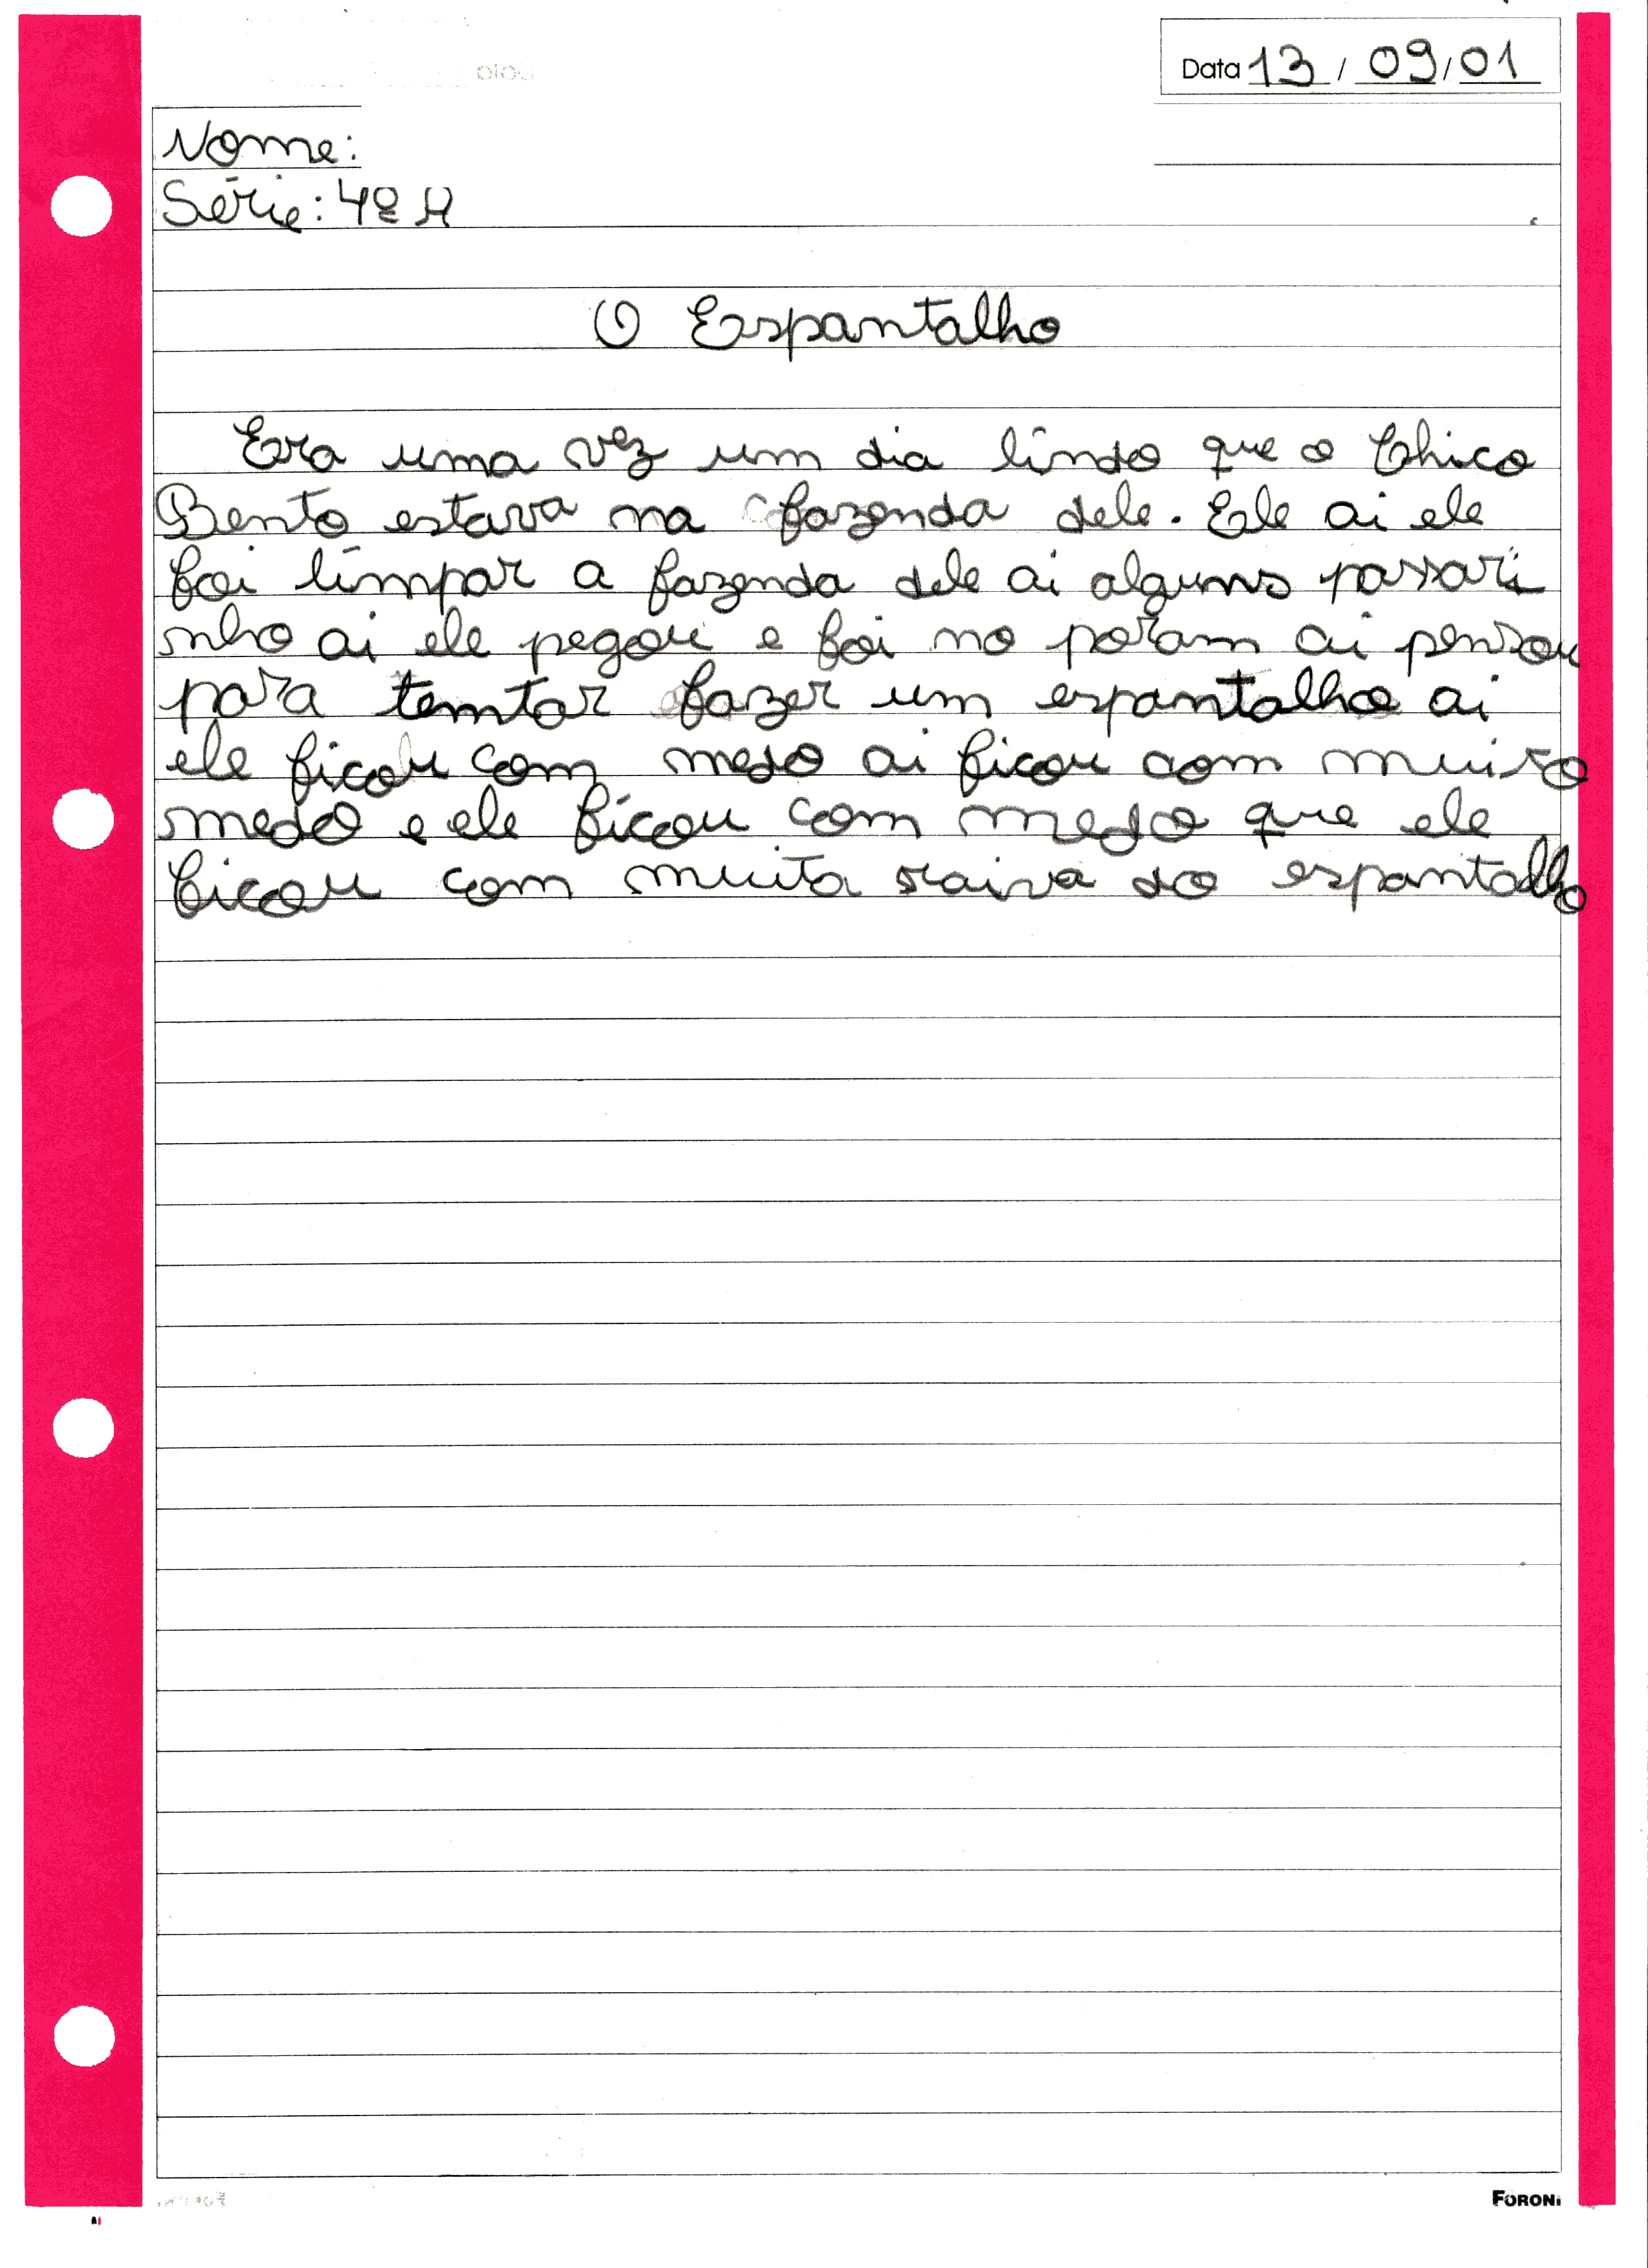 Data 13 / 09 / 01
Nome:
Série: 4ª A
O Espantalho
Era uma vez um dia lindo que o Chico
Bento estava na fazenda dele. Ele ai ele
foi limpar a fazenda dele ai alguns passari
nho ai ele pegou e foi no poram ai pensou
para temtar fazer um espantalho ai
ele ficou com medo ai ficou com muiro
medo e ele ficou com medo que ele
ficou com muita raiva do espantalho
FORONI